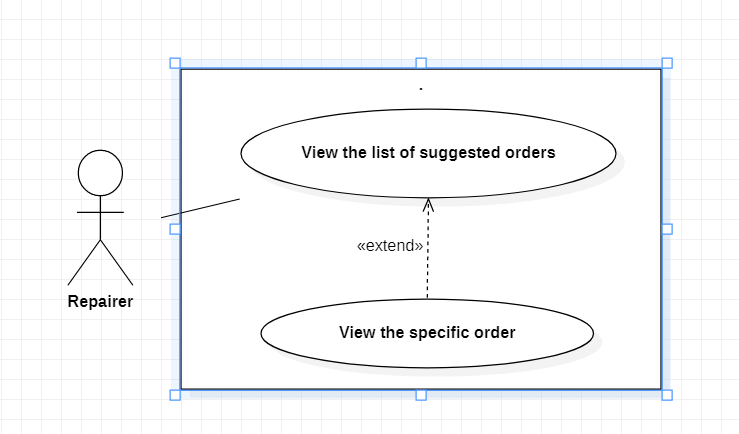 .
View the list of suggested orders
«extend»
Repairer
View the specific order